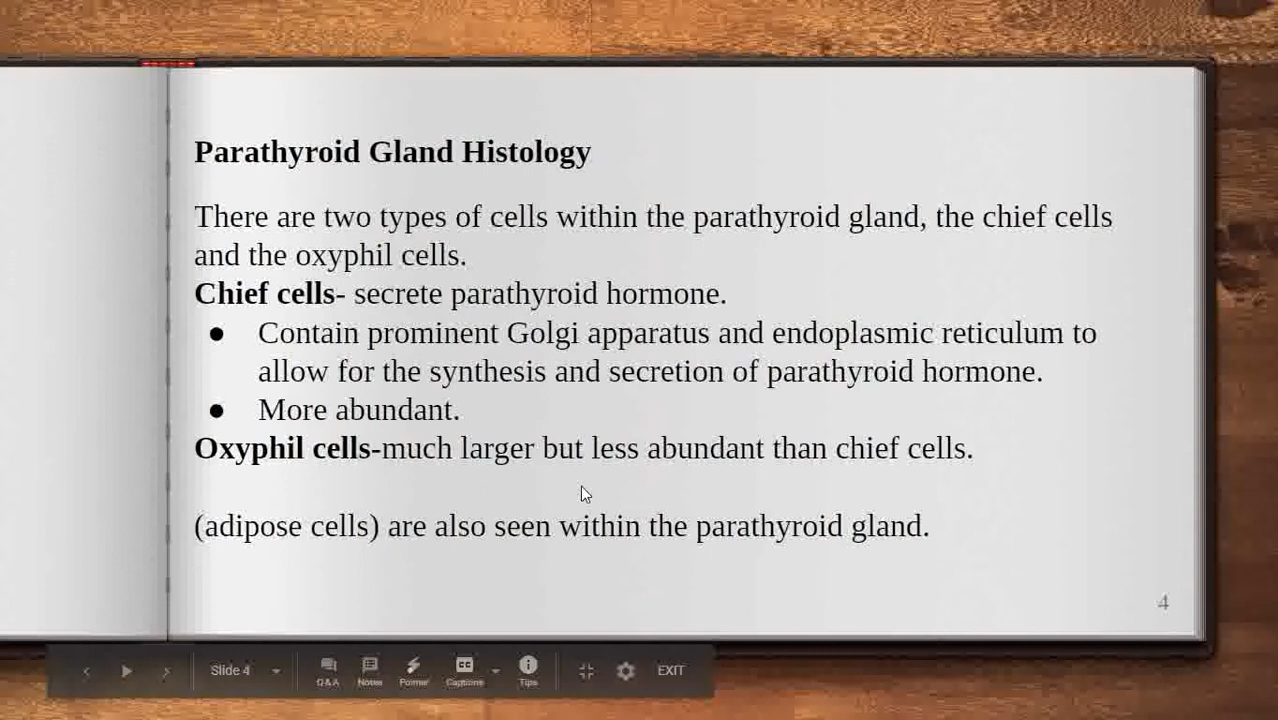 Parathyroid Gland Histology
There are two types of cells within the parathyroid gland, the chief cells
and the oxyphil cells.
Chief cells- secrete parathyroid hormone.
● Contain prominent Golgi apparatus and endoplasmic reticulum to
allow for the synthesis and secretion of parathyroid hormone.
● More abundant.
Oxyphil cells-much larger but less abundant than chief cells.
(adipose cells) are also seen within the parathyroid gland.
4
Slide 4 Q&A Notes Pointer CC Captions Tips EXIT